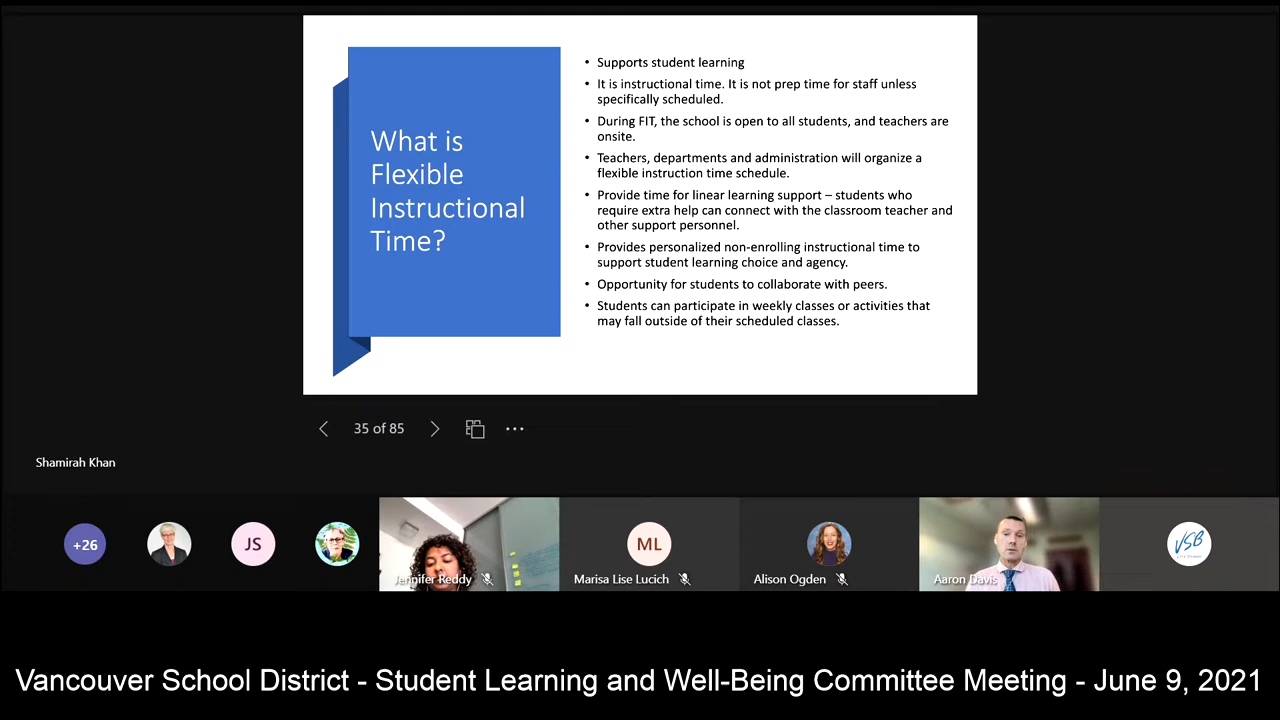 What is
Flexible
Instructional
Time?
• Supports student learning
• It is instructional time. It is not prep time for staff unless
specifically scheduled.
• During FIT, the school is open to all students, and teachers are
onsite.
• Teachers, departments and administration will organize a
flexible instruction time schedule.
• Provide time for linear learning support – students who
require extra help can connect with the classroom teacher and
other support personnel.
• Provides personalized non-enrolling instructional time to
support student learning choice and agency.
• Opportunity for students to collaborate with peers.
• Students can participate in weekly classes or activities that
may fall outside of their scheduled classes.
35 of 85
Shamirah Khan
+26
JS
Jennifer Reddy
ML
Marisa Lise Lucich
Alison Ogden
Aaron Davis
VSB
Vancouver School District - Student Learning and Well-Being Committee Meeting - June 9, 2021